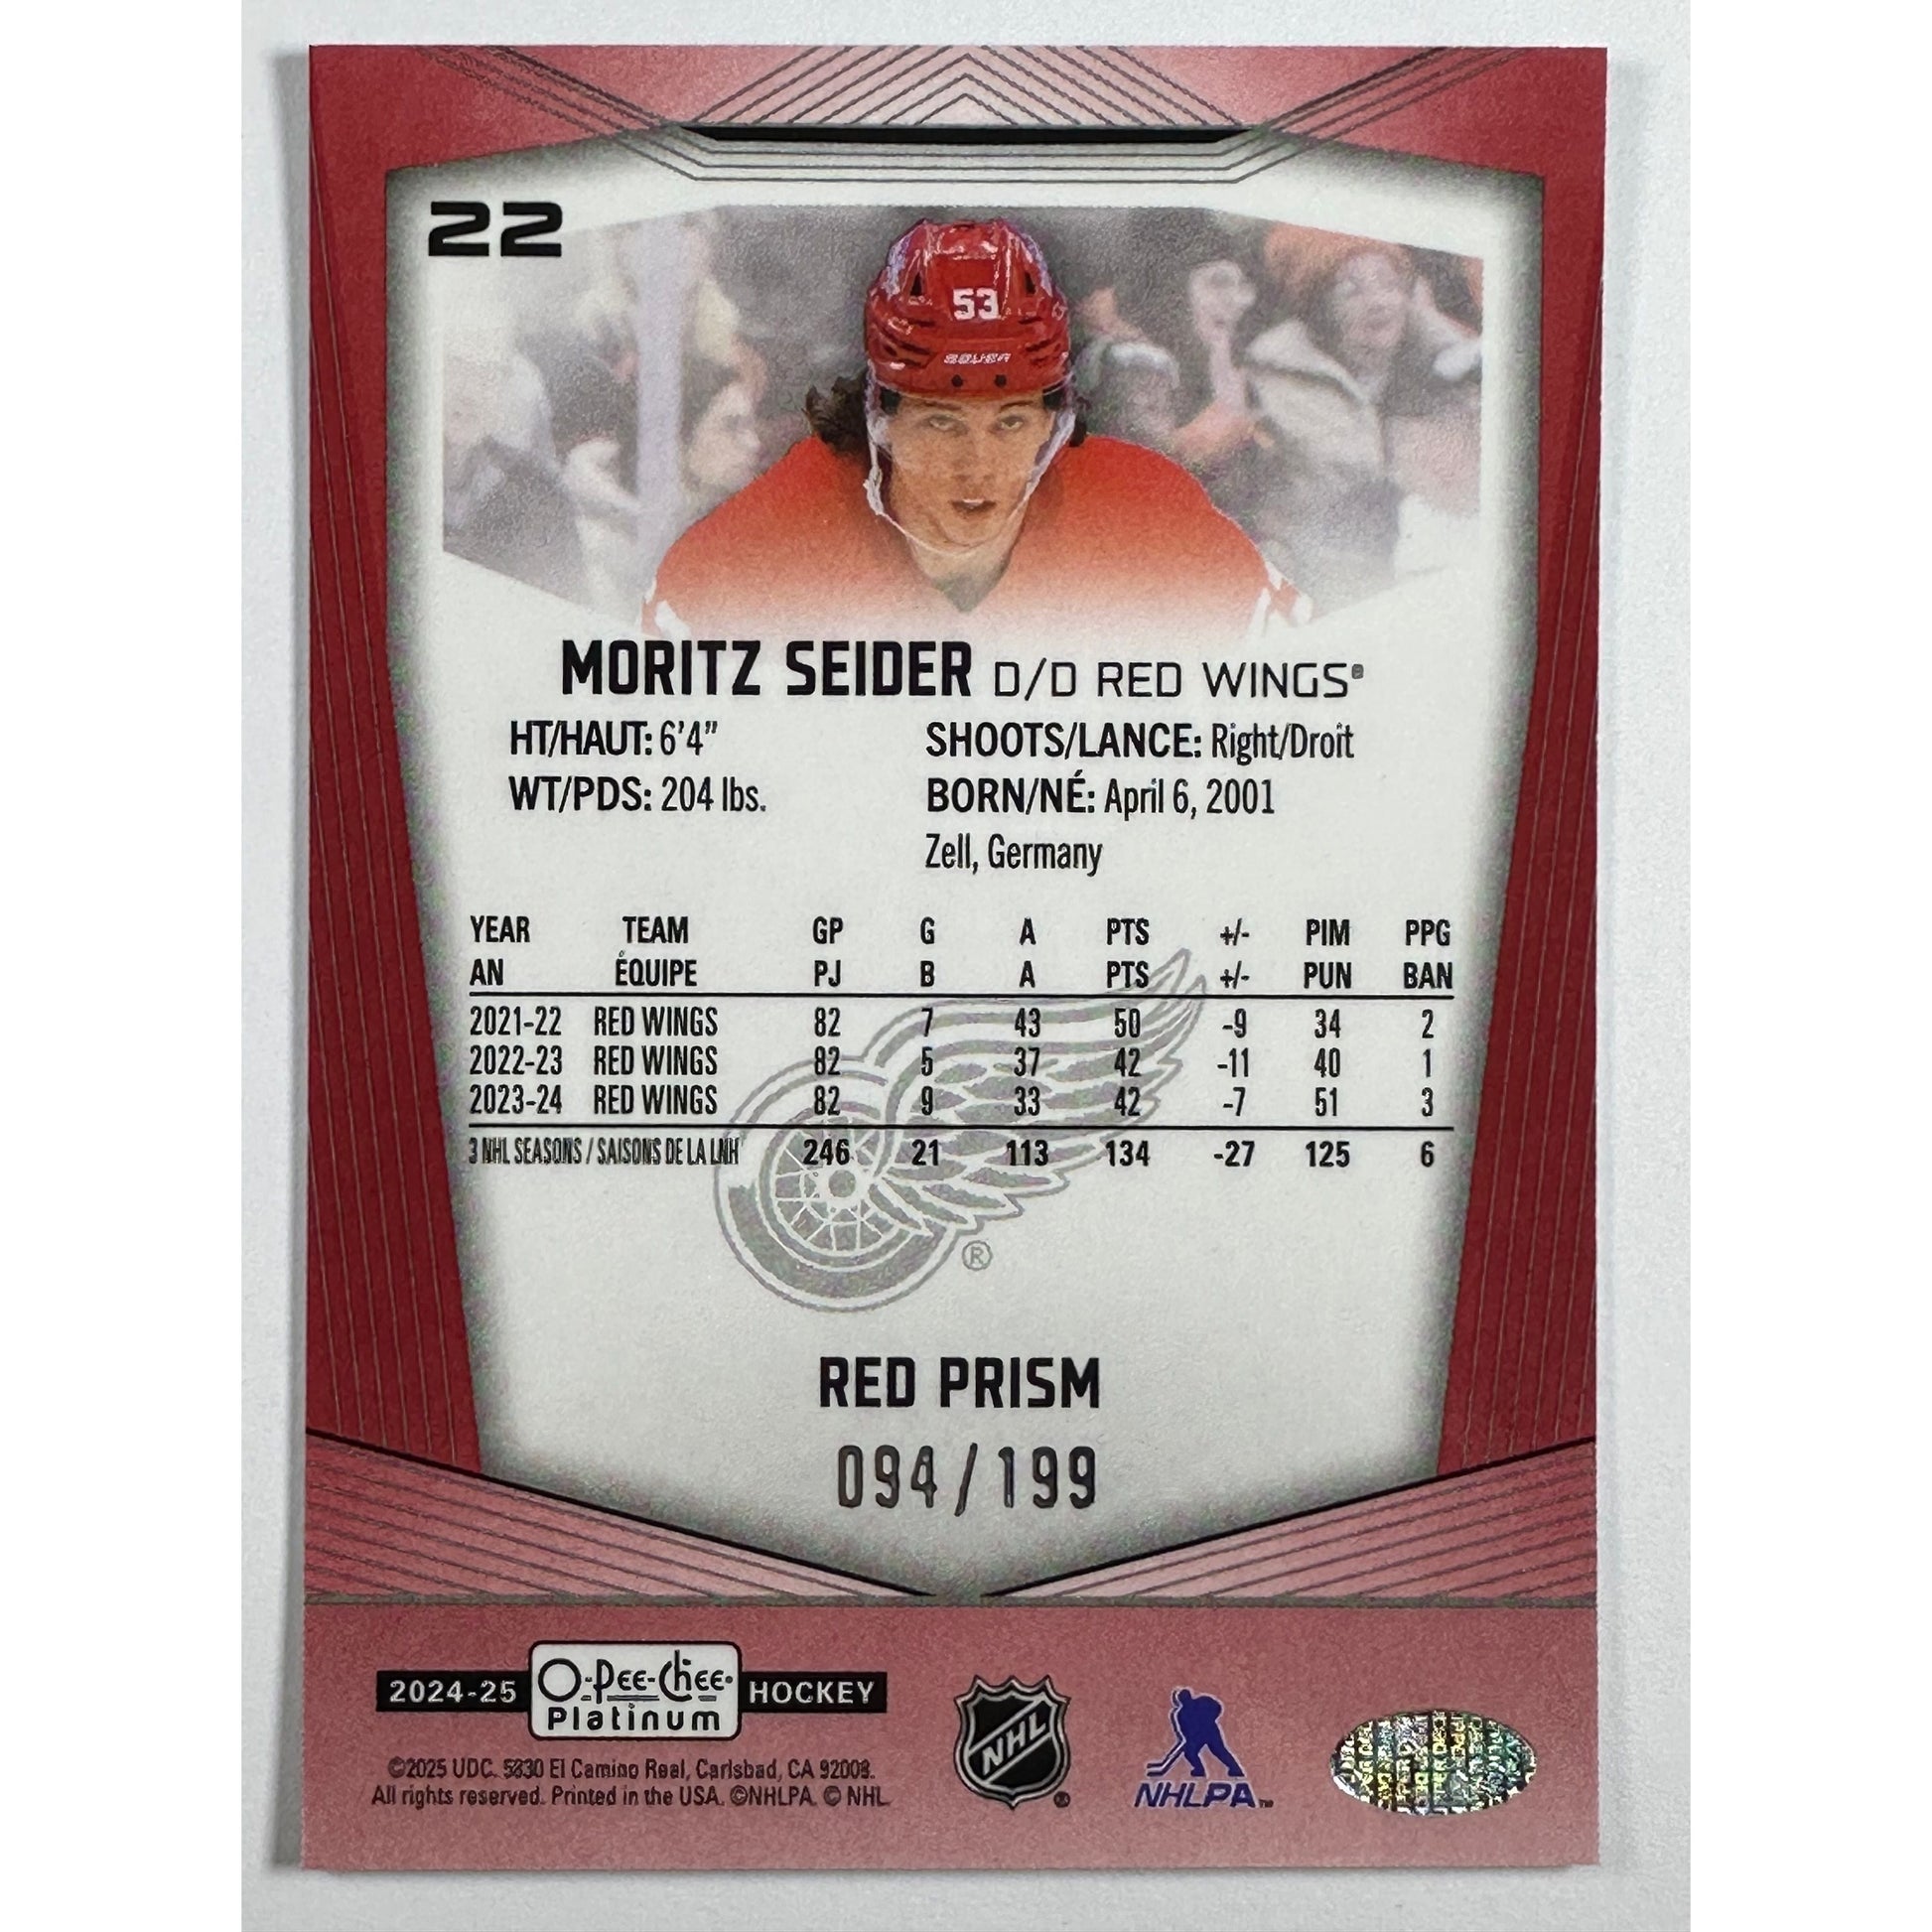 22
53
BAUER
MORITZ SEIDER D/D RED WINGS®
HT/HAUT: 6'4" SHOOTS/LANCE: Right/Droit
WT/PDS: 204 lbs. BORN/NÉ: April 6, 2001
Zell, Germany
YEAR TEAM GP G A PTS +/- PIM PPG
AN ÉQUIPE PJ B A PTS +/- PUN BAN
2021-22 RED WINGS 82 7 43 50 -9 34 2
2022-23 RED WINGS 82 5 37 42 -11 40 1
2023-24 RED WINGS 82 9 33 42 -7 51 3
3 NHL SEASONS / SAISONS DE LA LNH 246 21 113 134 -27 125 6
®
RED PRISM
094/199
2024-25 O-Pee-Chee® HOCKEY
Platinum
©2025 UDC. 5830 El Camino Real, Carlsbad, CA 92008.
All rights reserved. Printed in the USA. ©NHLPA. © NHL.
NHL ®
NHLPA™